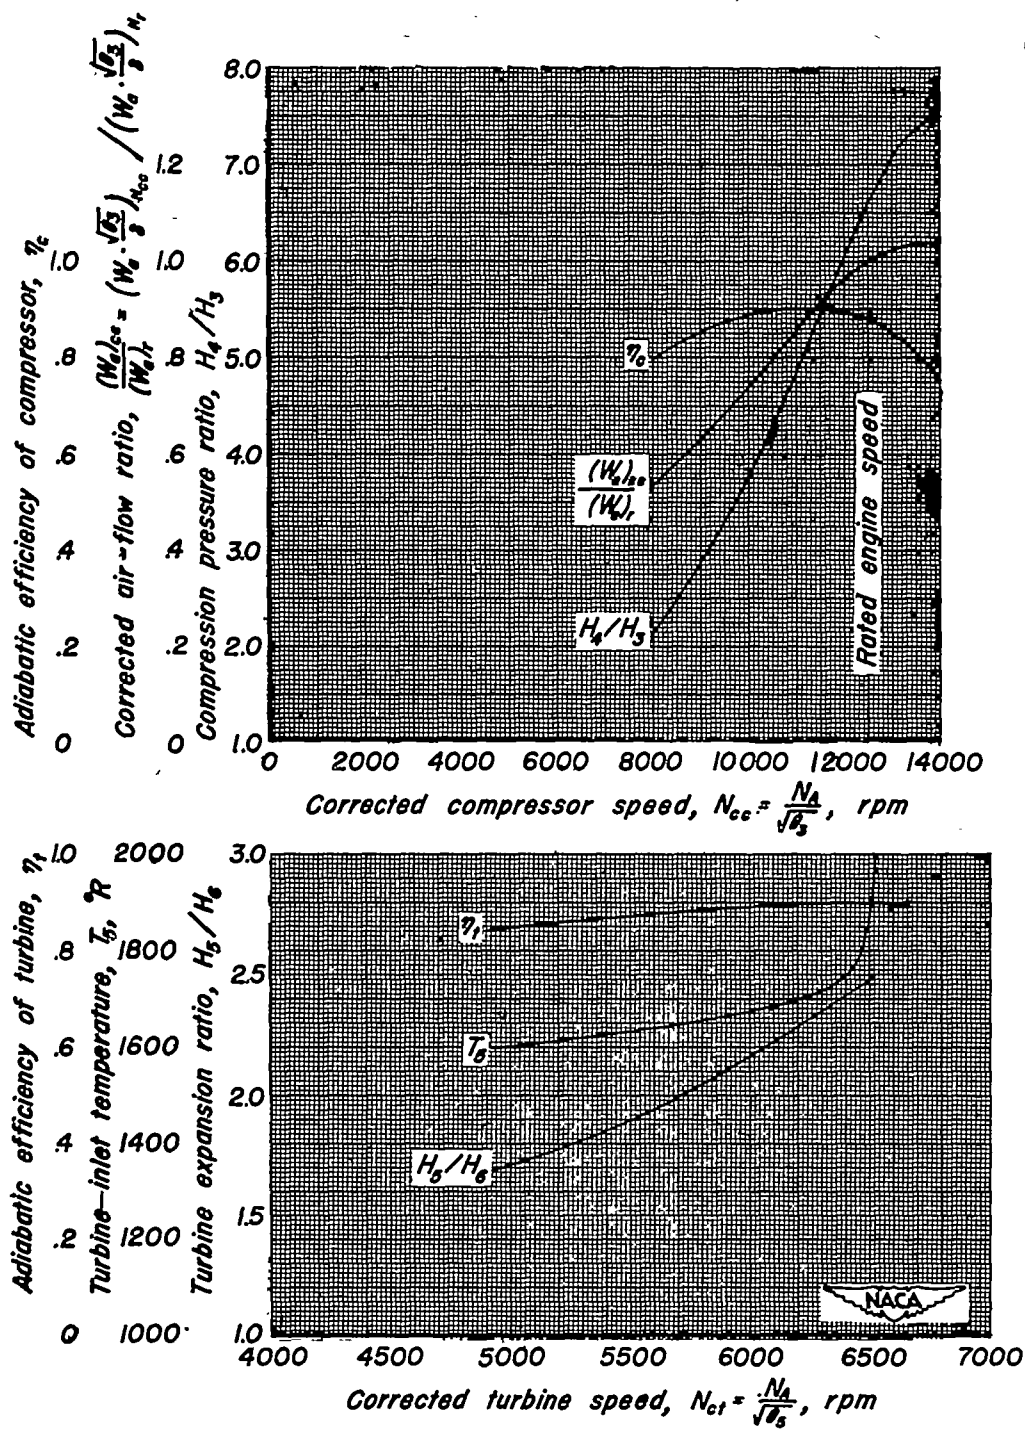 Adiabatic efficiency of compressor, η_c
1.0
.8
.6
.4
.2
0
Corrected air-flow ratio, (W_a)_cc / (W_a)_r = (W_a · √θ_3 / δ)_N_cc / (W_a · √θ_3 / δ)_N_r
1.2
1.0
.8
.6
.4
.2
0
Compression pressure ratio, H_4/H_3
8.0
7.0
6.0
5.0
4.0
3.0
2.0
1.0
η_c
(W_a)_cc
(W_a)_r
H_4/H_3
Rated engine speed
0 2000 4000 6000 8000 10000 12000 14000
Corrected compressor speed, N_cc = N_A / √θ_3, rpm
Adiabatic efficiency of turbine, η_t
1.0
.8
.6
.4
.2
0
Turbine-inlet temperature, T_5, °R
2000
1800
1600
1400
1200
1000
Turbine expansion ratio, H_5/H_6
3.0
2.5
2.0
1.5
1.0
η_t
T_5
H_5/H_6
NACA
4000 4500 5000 5500 6000 6500 7000
Corrected turbine speed, N_ct = N_A / √θ_5, rpm